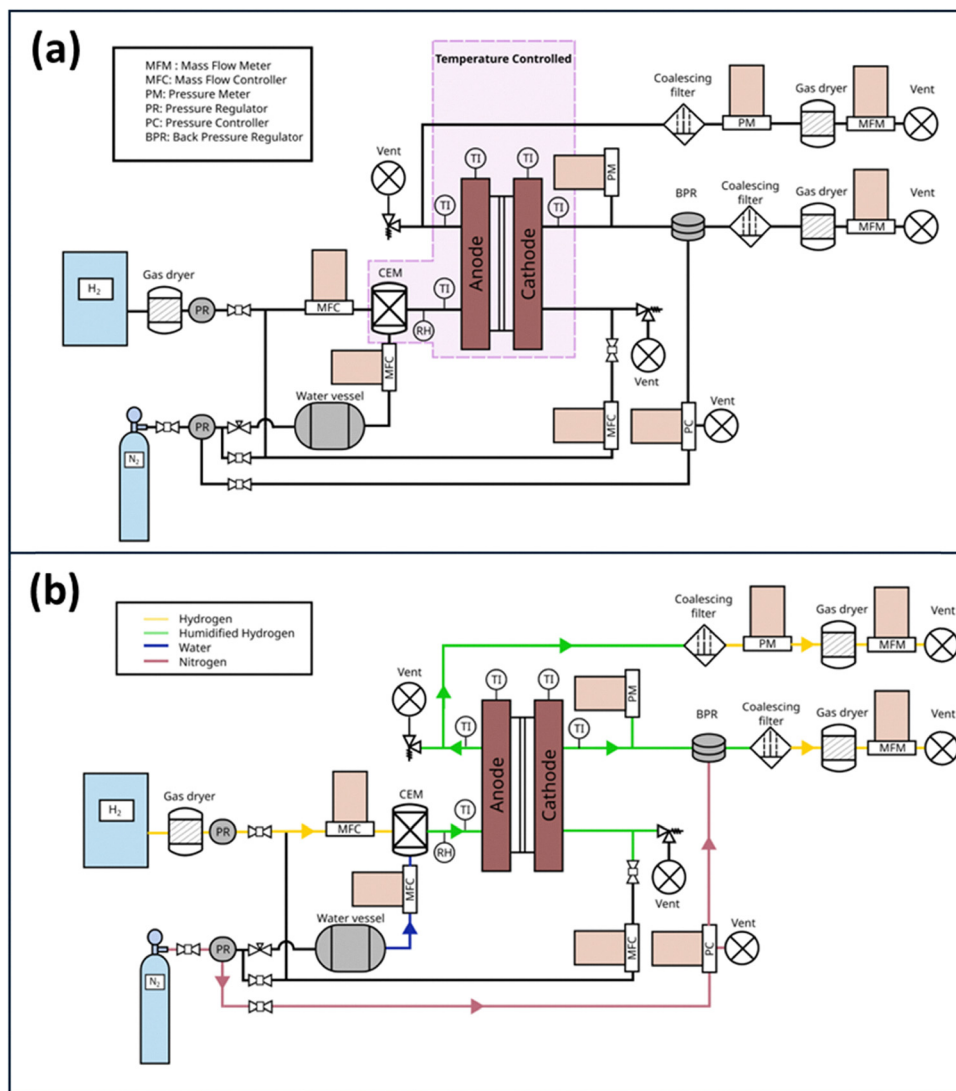 (a)
MFM : Mass Flow Meter
MFC: Mass Flow Controller
PM: Pressure Meter
PR: Pressure Regulator
PC: Pressure Controller
BPR: Back Pressure Regulator
Temperature Controlled
Coalescing
filter
PM
Gas dryer
MFM
Vent
Vent
TI
TI
TI
TI
PM
BPR
Coalescing
filter
Gas dryer
MFM
Vent
Anode
Cathode
H2
Gas dryer
PR
MFC
CEM
TI
RH
MFC
Vent
Water vessel
N2
PR
MFC
PC
Vent
(b)
Hydrogen
Humidified Hydrogen
Water
Nitrogen
Coalescing
filter
PM
Gas dryer
MFM
Vent
Vent
TI
TI
TI
TI
PM
BPR
Coalescing
filter
Gas dryer
MFM
Vent
Anode
Cathode
H2
Gas dryer
PR
MFC
CEM
TI
RH
MFC
Vent
Water vessel
N2
PR
MFC
PC
Vent